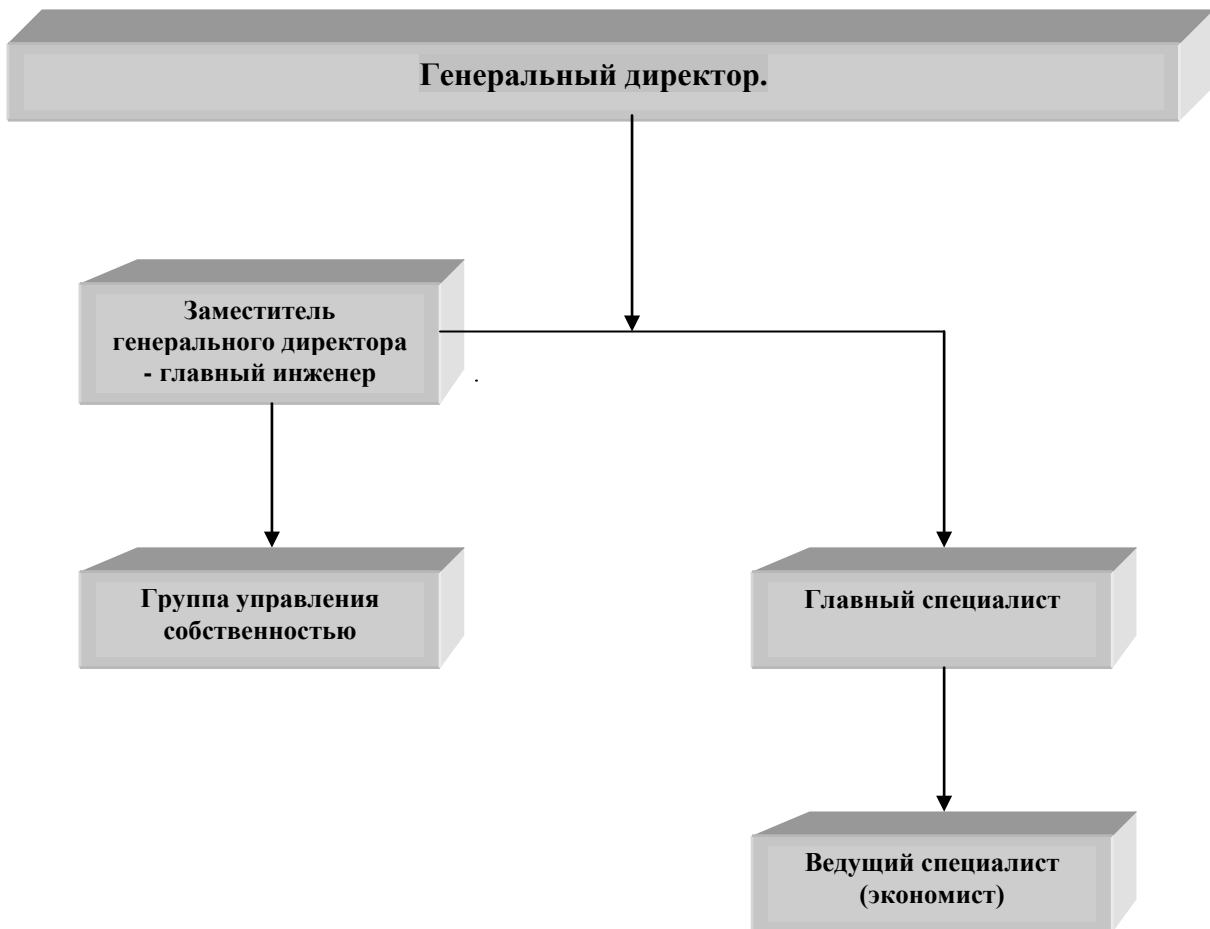 Генеральный директор.
Заместитель
генерального директора
- главный инженер
.
Группа управления
собственностью
Главный специалист
Ведущий специалист
(экономист)